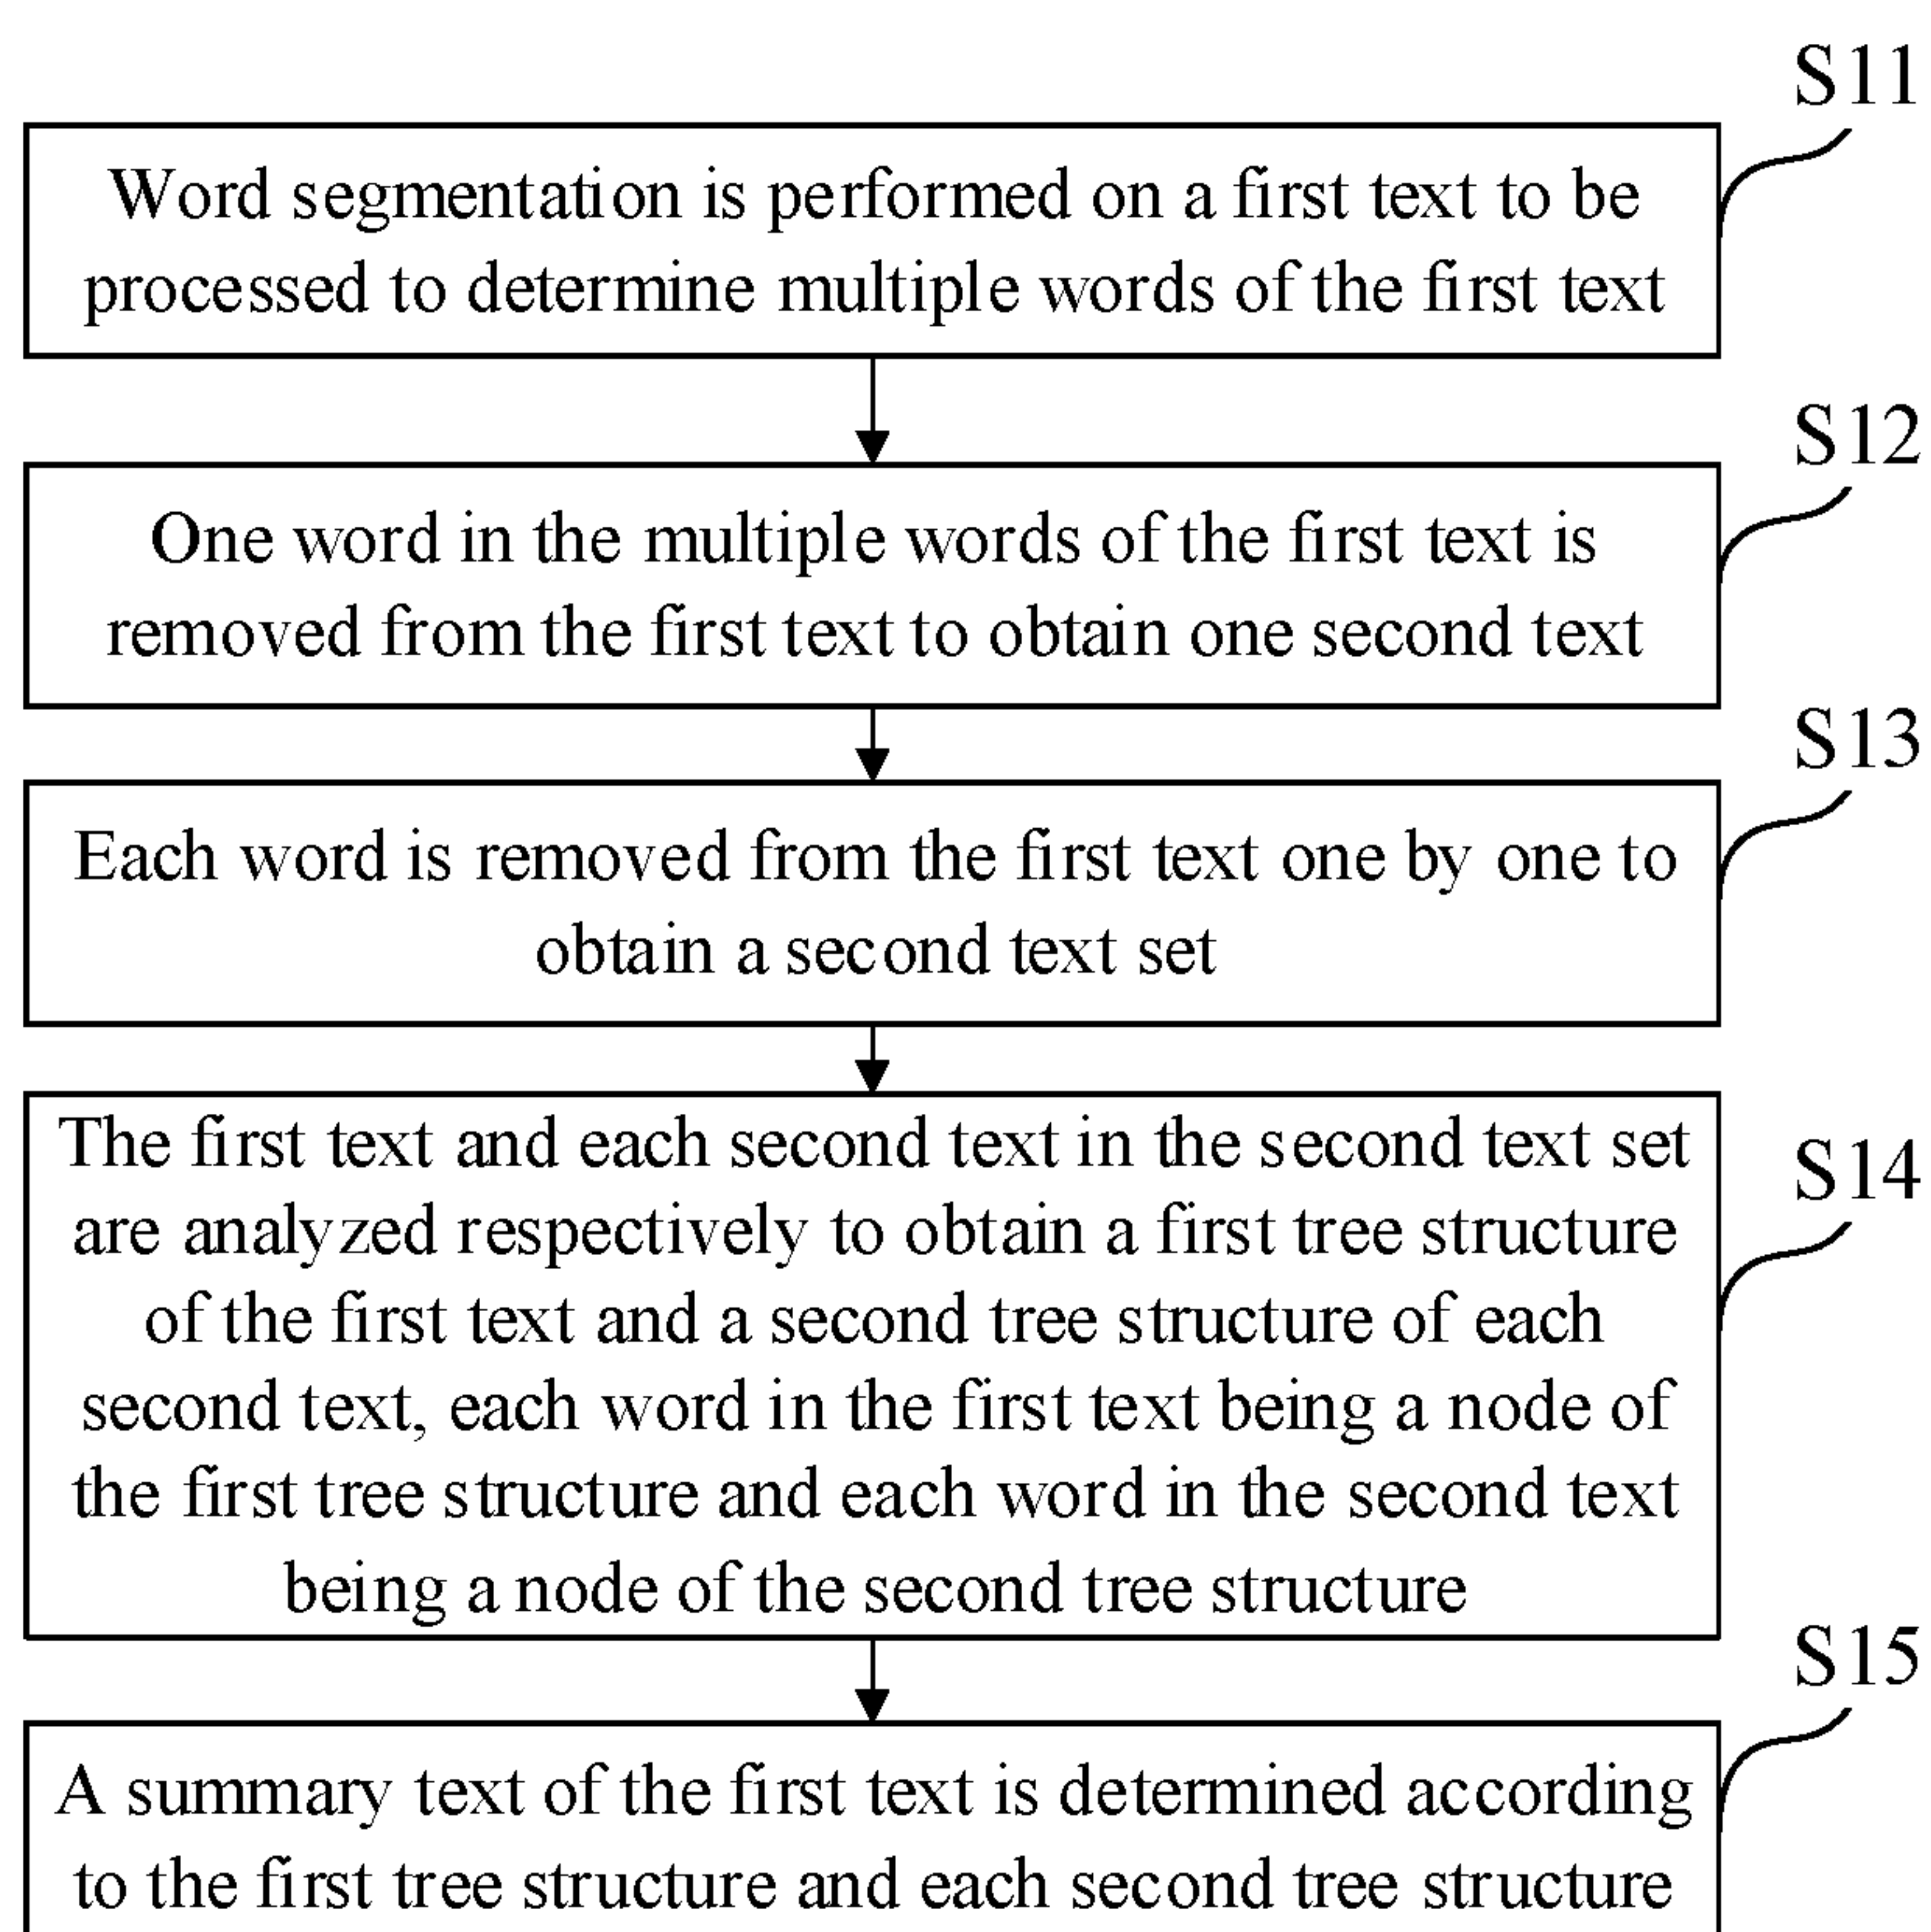 S11
Word segmentation is performed on a first text to be
processed to determine multiple words of the first text
S12
One word in the multiple words of the first text is
removed from the first text to obtain one second text
S13
Each word is removed from the first text one by one to
obtain a second text set
S14
The first text and each second text in the second text set
are analyzed respectively to obtain a first tree structure
of the first text and a second tree structure of each
second text, each word in the first text being a node of
the first tree structure and each word in the second text
being a node of the second tree structure
S15
A summary text of the first text is determined according
to the first tree structure and each second tree structure